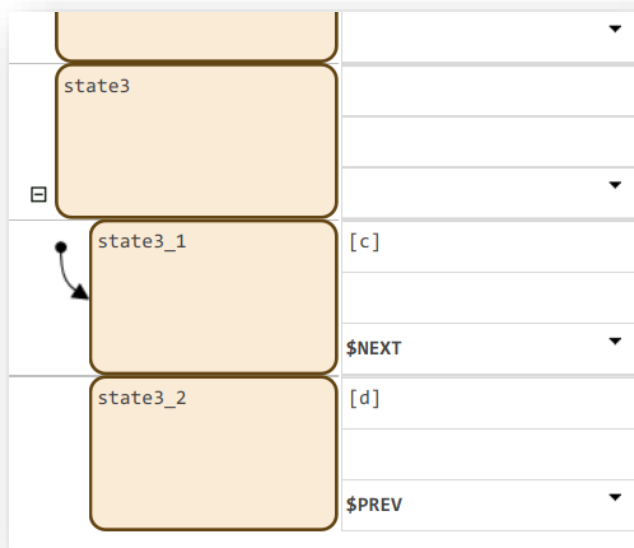 state3
state3_1
[c]
$NEXT
state3_2
[d]
$PREV